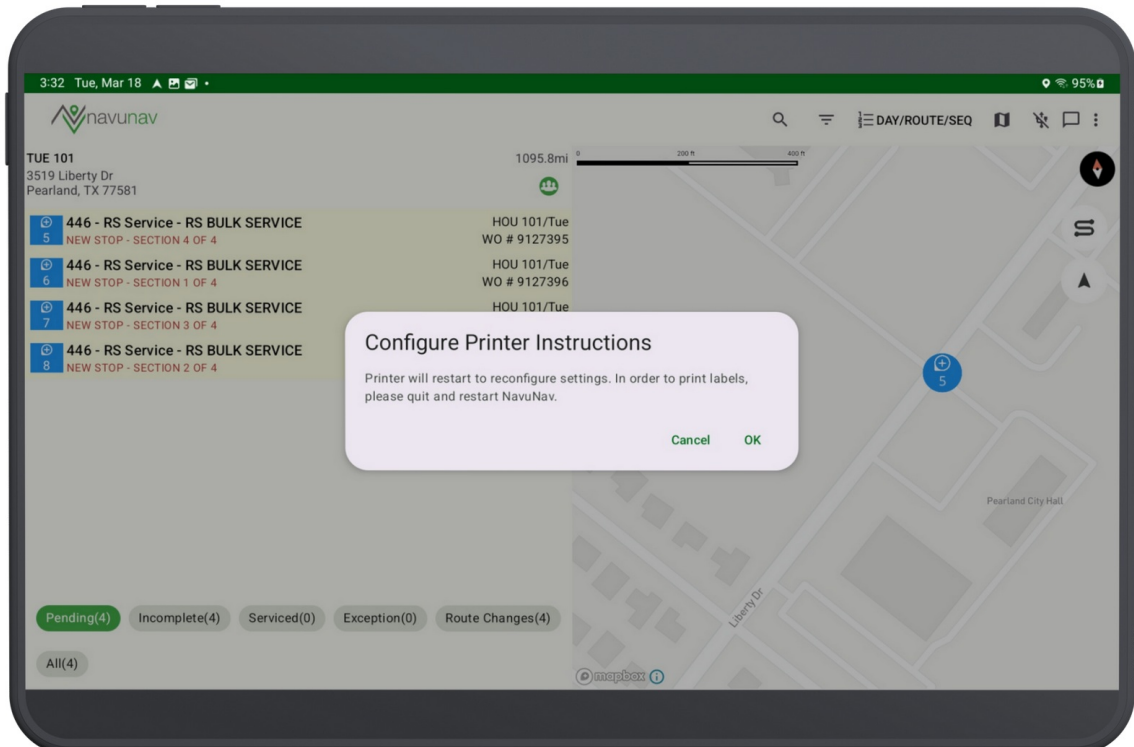 3:32 Tue, Mar 18
95%
navunav
DAY/ROUTE/SEQ
TUE 101
1095.8mi
3519 Liberty Dr
Pearland, TX 77581
5
446 - RS Service - RS BULK SERVICE
HOU 101/Tue
NEW STOP - SECTION 4 OF 4
WO # 9127395
6
446 - RS Service - RS BULK SERVICE
HOU 101/Tue
NEW STOP - SECTION 1 OF 4
WO # 9127396
7
446 - RS Service - RS BULK SERVICE
HOU 101/Tue
NEW STOP - SECTION 3 OF 4
8
446 - RS Service - RS BULK SERVICE
NEW STOP - SECTION 2 OF 4
Configure Printer Instructions
Printer will restart to reconfigure settings. In order to print labels,
please quit and restart NavuNav.
Cancel OK
0 200 ft 400 ft
5
Pearland City Hall
Liberty Dr
mapbox
Pending(4) Incomplete(4) Serviced(0) Exception(0) Route Changes(4)
All(4)